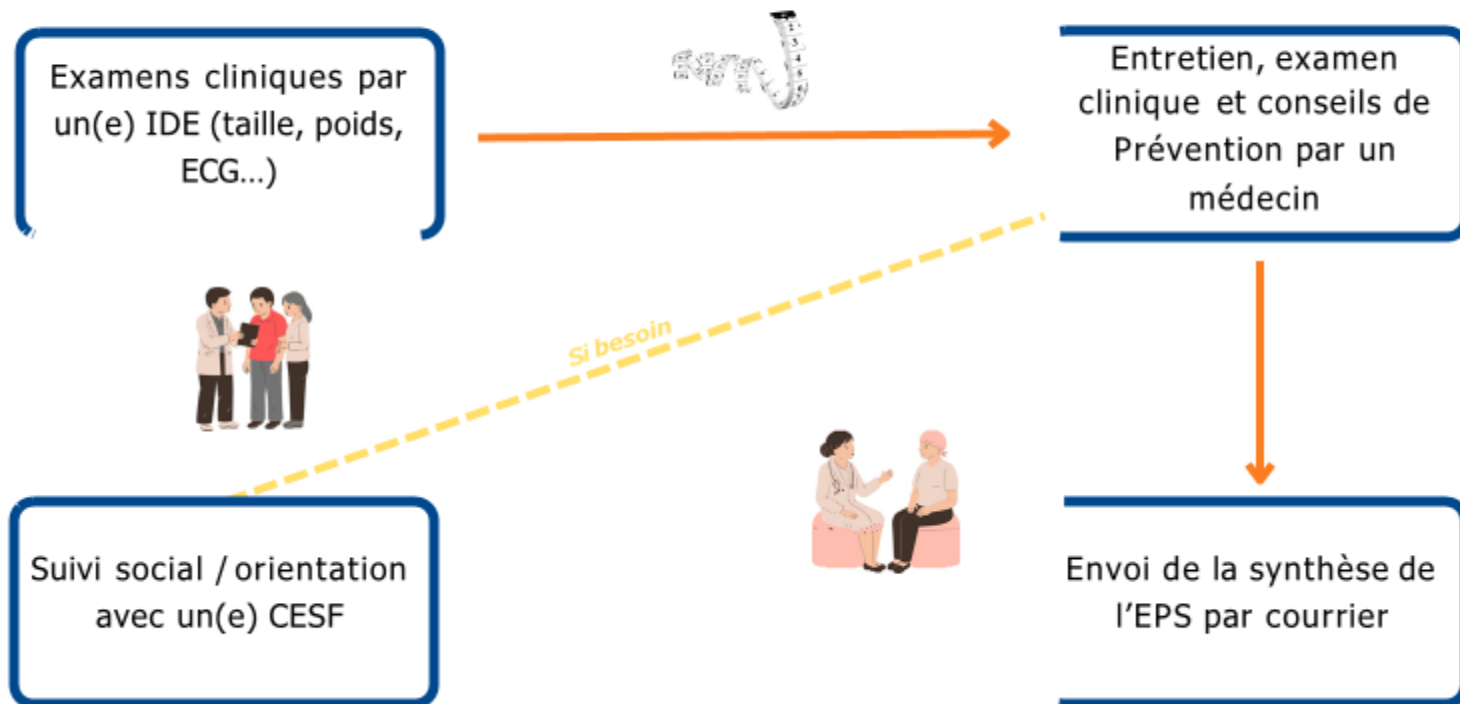 Examens cliniques par
un(e) IDE (taille, poids,
ECG...)
Entretien, examen
clinique et conseils de
Prévention par un
médecin
Si besoin
Suivi social / orientation
avec un(e) CESF
Envoi de la synthèse de
l'EPS par courrier